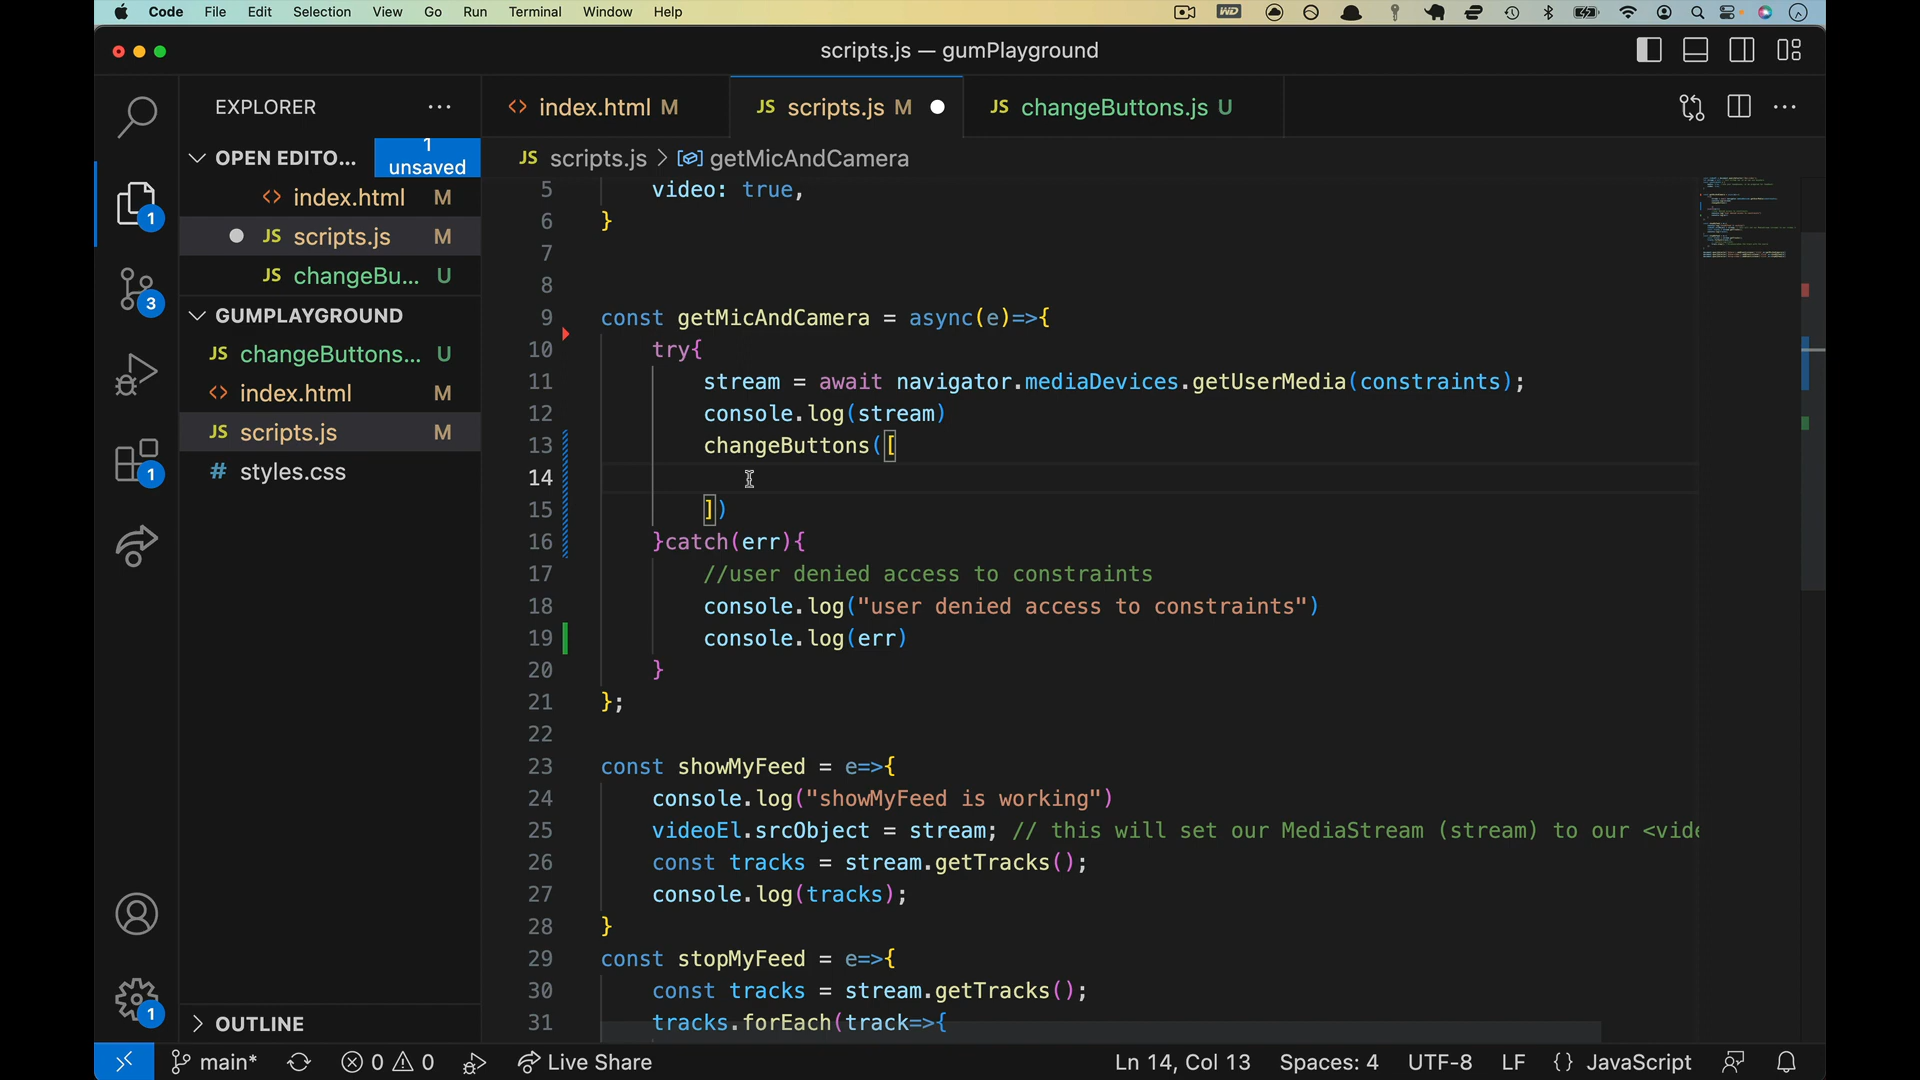 Code File Edit Selection View Go Run Terminal Window Help
WD
scripts.js — gumPlayground
EXPLORER
index.html M
JS scripts.js M
JS changeButtons.js U
OPEN EDITO...
1 unsaved
JS scripts.js > getMicAndCamera
index.html M
JS scripts.js M
JS changeBu... U
GUMPLAYGROUND
JS changeButtons... U
index.html M
JS scripts.js M
# styles.css
OUTLINE
1
3
1
1
5 video: true,
6 }
7
8
9 const getMicAndCamera = async(e)=>{
10 try{
11 stream = await navigator.mediaDevices.getUserMedia(constraints);
12 console.log(stream)
13 changeButtons([
14
15 ])
16 }catch(err){
17 //user denied access to constraints
18 console.log("user denied access to constraints")
19 console.log(err)
20 }
21 };
22
23 const showMyFeed = e=>{
24 console.log("showMyFeed is working")
25 videoEl.srcObject = stream; // this will set our MediaStream (stream) to our <vide
26 const tracks = stream.getTracks();
27 console.log(tracks);
28 }
29 const stopMyFeed = e=>{
30 const tracks = stream.getTracks();
31 tracks.forEach(track=>{
main* 0 0 Live Share Ln 14, Col 13 Spaces: 4 UTF-8 LF {} JavaScript